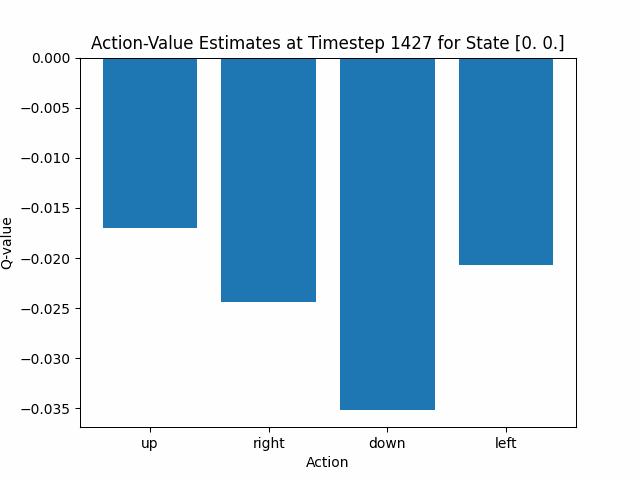 Action-Value Estimates at Timestep 1427 for State [0. 0.]
0.000
−0.005
−0.010
−0.015
−0.020
−0.025
−0.030
−0.035
Q-value
up right down left
Action